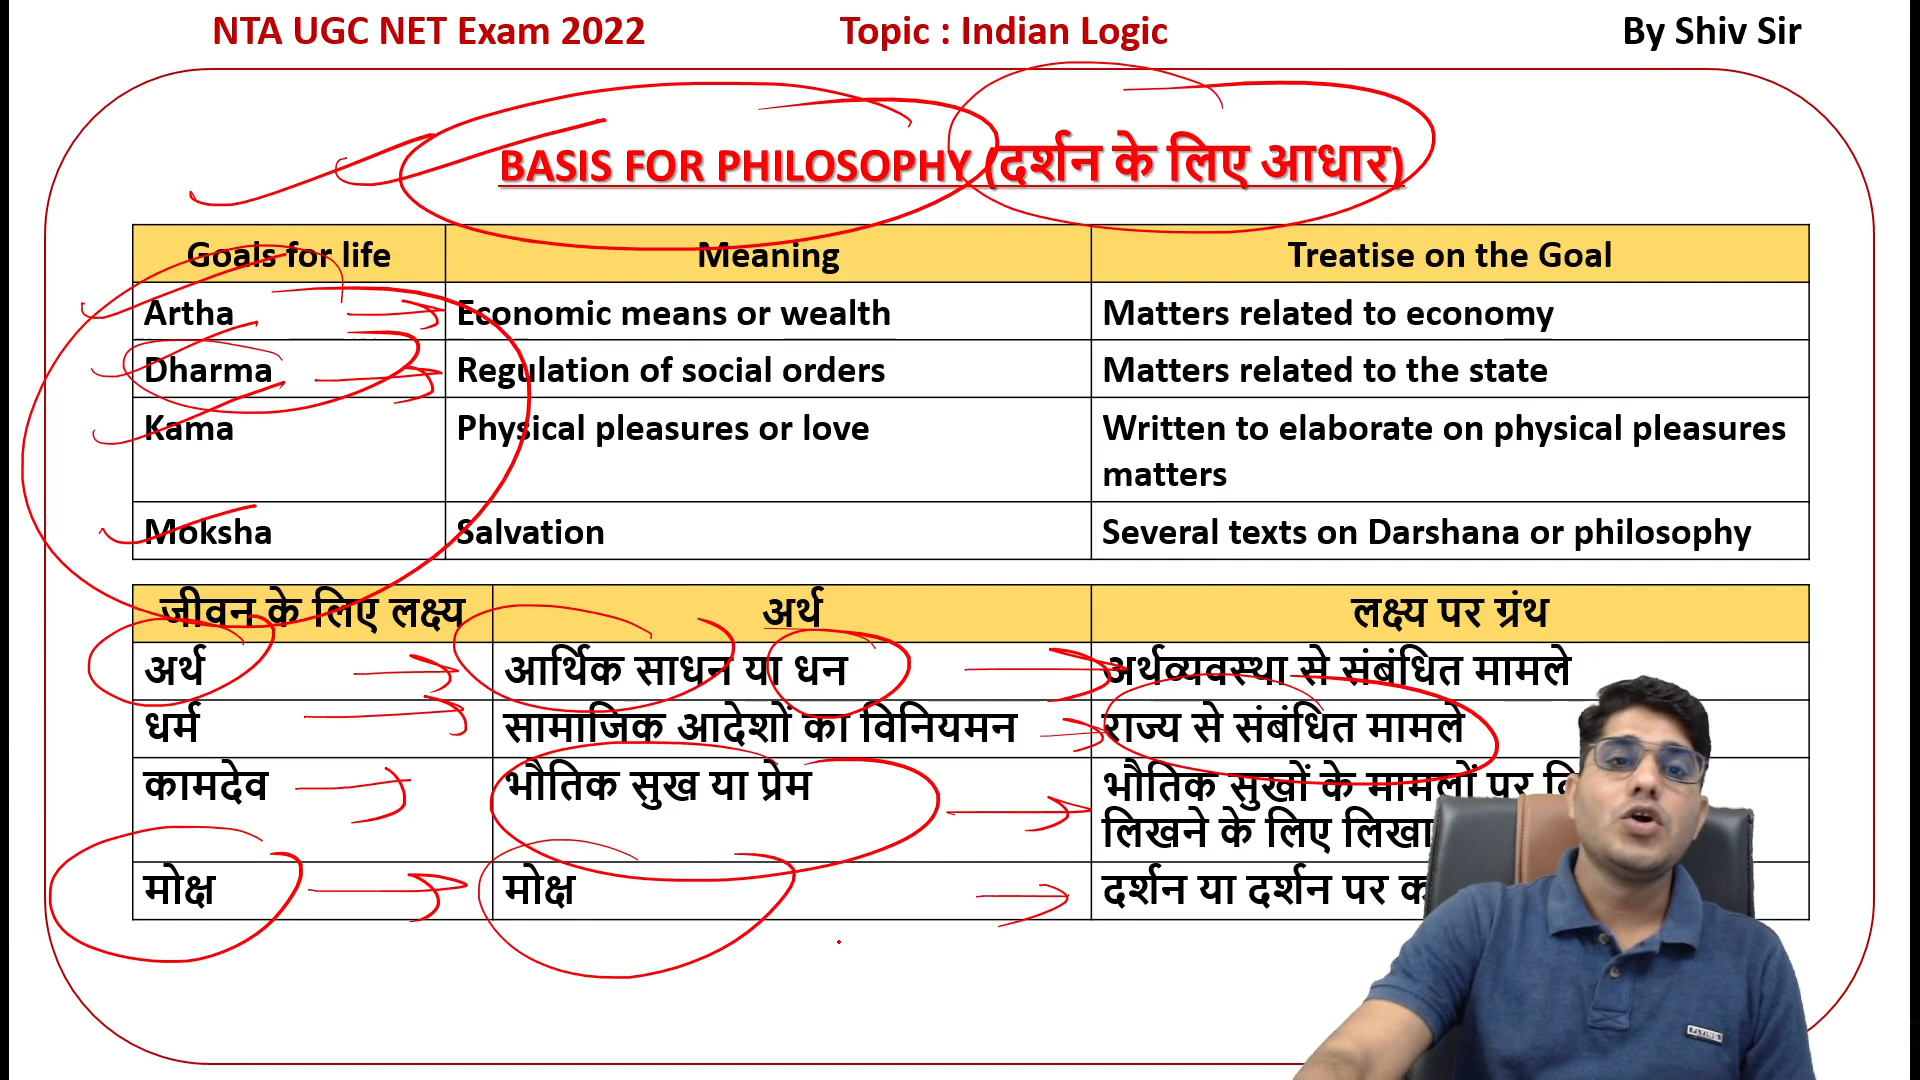 NTA UGC NET Exam 2022 Topic : Indian Logic By Shiv Sir
BASIS FOR PHILOSOPHY (दर्शन के लिए आधार)
Goals for life Meaning Treatise on the Goal
Artha Economic means or wealth Matters related to economy
Dharma Regulation of social orders Matters related to the state
Kama Physical pleasures or love Written to elaborate on physical pleasures
matters
Moksha Salvation Several texts on Darshana or philosophy
जीवन के लिए लक्ष्य अर्थ लक्ष्य पर ग्रंथ
अर्थ आर्थिक साधन या धन अर्थव्यवस्था से संबंधित मामले
धर्म सामाजिक आदेशों का विनियमन राज्य से संबंधित मामले
कामदेव भौतिक सुख या प्रेम भौतिक सुखों के मामलों पर
लिखने के लिए लिखा
मोक्ष मोक्ष दर्शन या दर्शन पर
FLYING